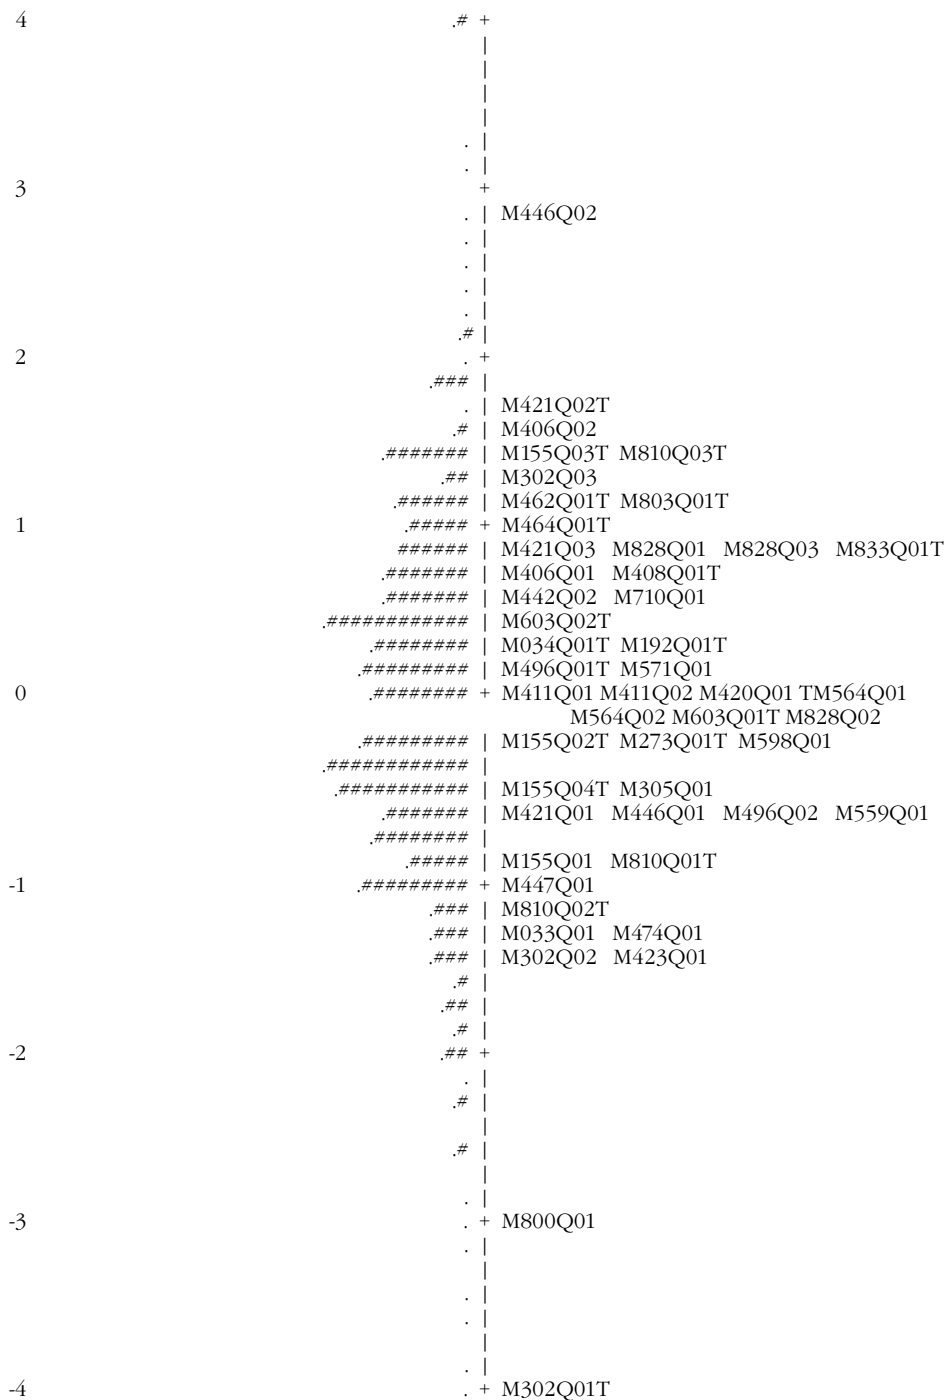 4 .# +
|
|
|
|
. |
. |
3 +
. | M446Q02
. |
. |
. |
. |
.# |
2 . +
.### |
. | M421Q02T
.# | M406Q02
.####### | M155Q03T M810Q03T
.## | M302Q03
.###### | M462Q01T M803Q01T
1 .##### + M464Q01T
###### | M421Q03 M828Q01 M828Q03 M833Q01T
.####### | M406Q01 M408Q01T
.####### | M442Q02 M710Q01
.############ | M603Q02T
.######## | M034Q01T M192Q01T
.######### | M496Q01T M571Q01
0 .######## + M411Q01 M411Q02 M420Q01 TM564Q01
M564Q02 M603Q01T M828Q02
.######### | M155Q02T M273Q01T M598Q01
.############ |
.########### | M155Q04T M305Q01
.####### | M421Q01 M446Q01 M496Q02 M559Q01
.######## |
.##### | M155Q01 M810Q01T
-1 .######### + M447Q01
.### | M810Q02T
.### | M033Q01 M474Q01
.### | M302Q02 M423Q01
.# |
.## |
.# |
-2 .## +
. |
.# |
|
.# |
|
. |
-3 . + M800Q01
. |
|
. |
. |
|
. |
-4 . + M302Q01T